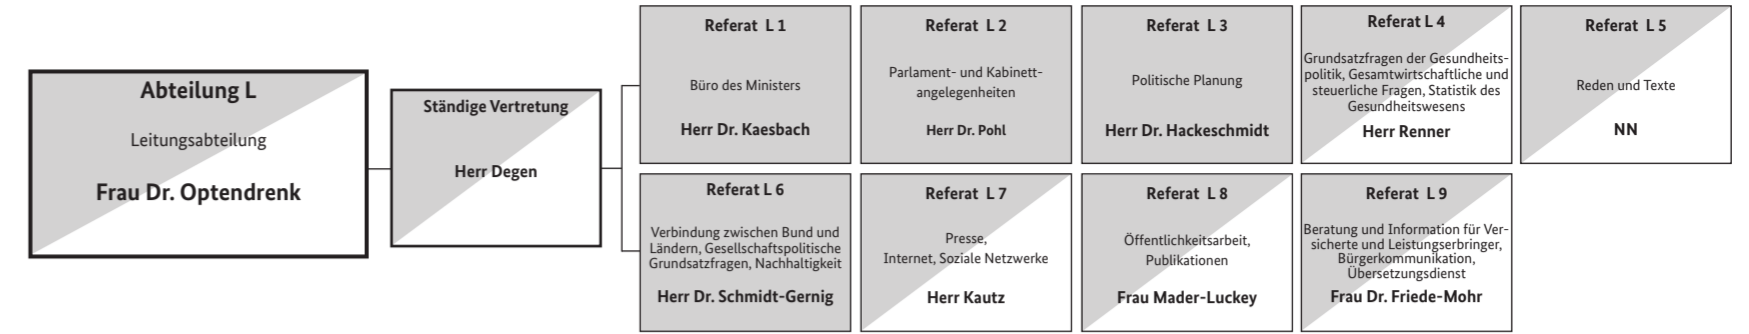 Abteilung L
Leitungsabteilung
Frau Dr. Optendrenk
Ständige Vertretung
Herr Degen
Referat L 1
Büro des Ministers
Herr Dr. Kaesbach
Referat L 2
Parlament- und Kabinett-
angelegenheiten
Herr Dr. Pohl
Referat L 3
Politische Planung
Herr Dr. Hackeschmidt
Referat L 4
Grundsatzfragen der Gesundheits-
politik, Gesamtwirtschaftliche und
steuerliche Fragen, Statistik des
Gesundheitswesens
Herr Renner
Referat L 5
Reden und Texte
NN
Referat L 6
Verbindung zwischen Bund und
Ländern, Gesellschaftspolitische
Grundsatzfragen, Nachhaltigkeit
Herr Dr. Schmidt-Gernig
Referat L 7
Presse,
Internet, Soziale Netzwerke
Herr Kautz
Referat L 8
Öffentlichkeitsarbeit,
Publikationen
Frau Mader-Luckey
Referat L 9
Beratung und Information für Ver-
sicherte und Leistungserbringer,
Bürgerkommunikation,
Übersetzungsdienst
Frau Dr. Friede-Mohr